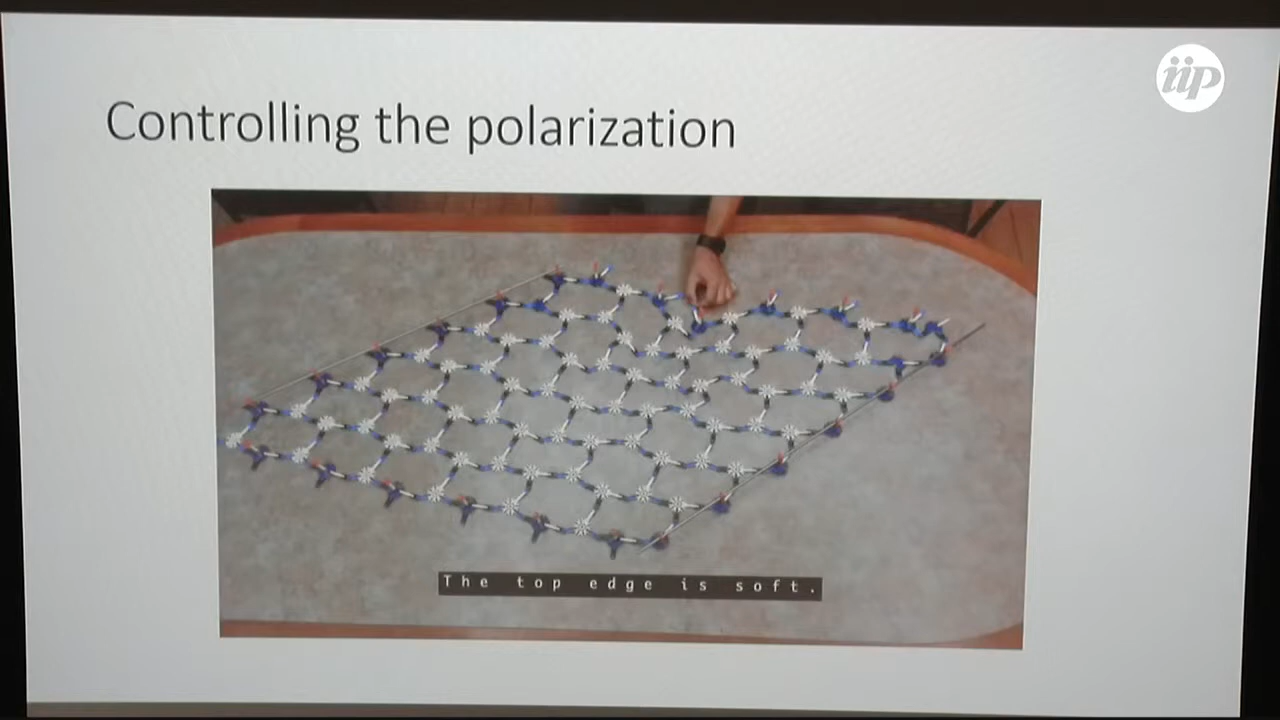 iip
Controlling the polarization
The top edge is soft.